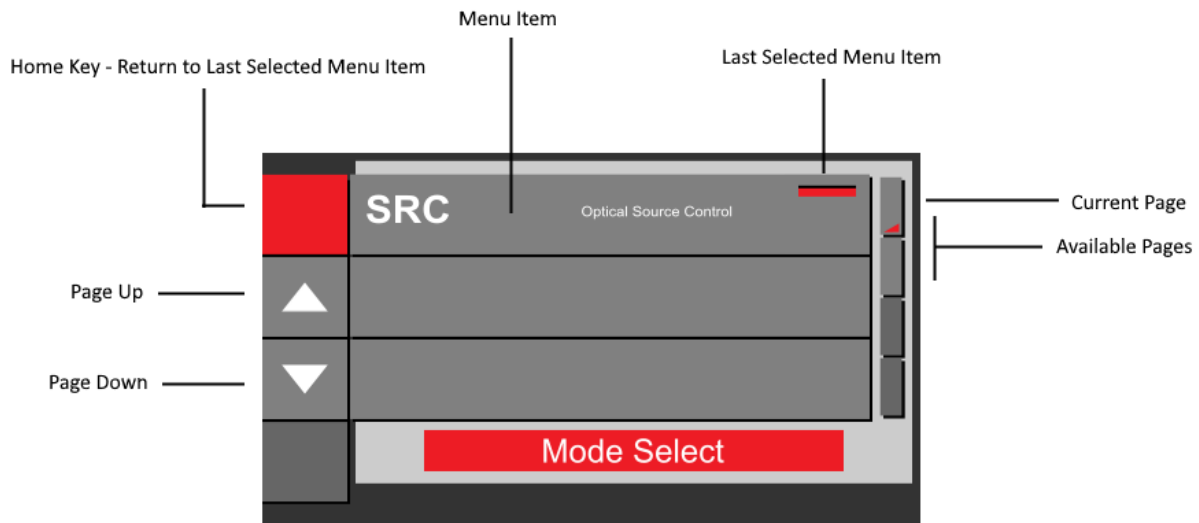 Menu Item
Home Key - Return to Last Selected Menu Item
Last Selected Menu Item
SRC
Optical Source Control
Current Page
Available Pages
Page Up
Page Down
Mode Select